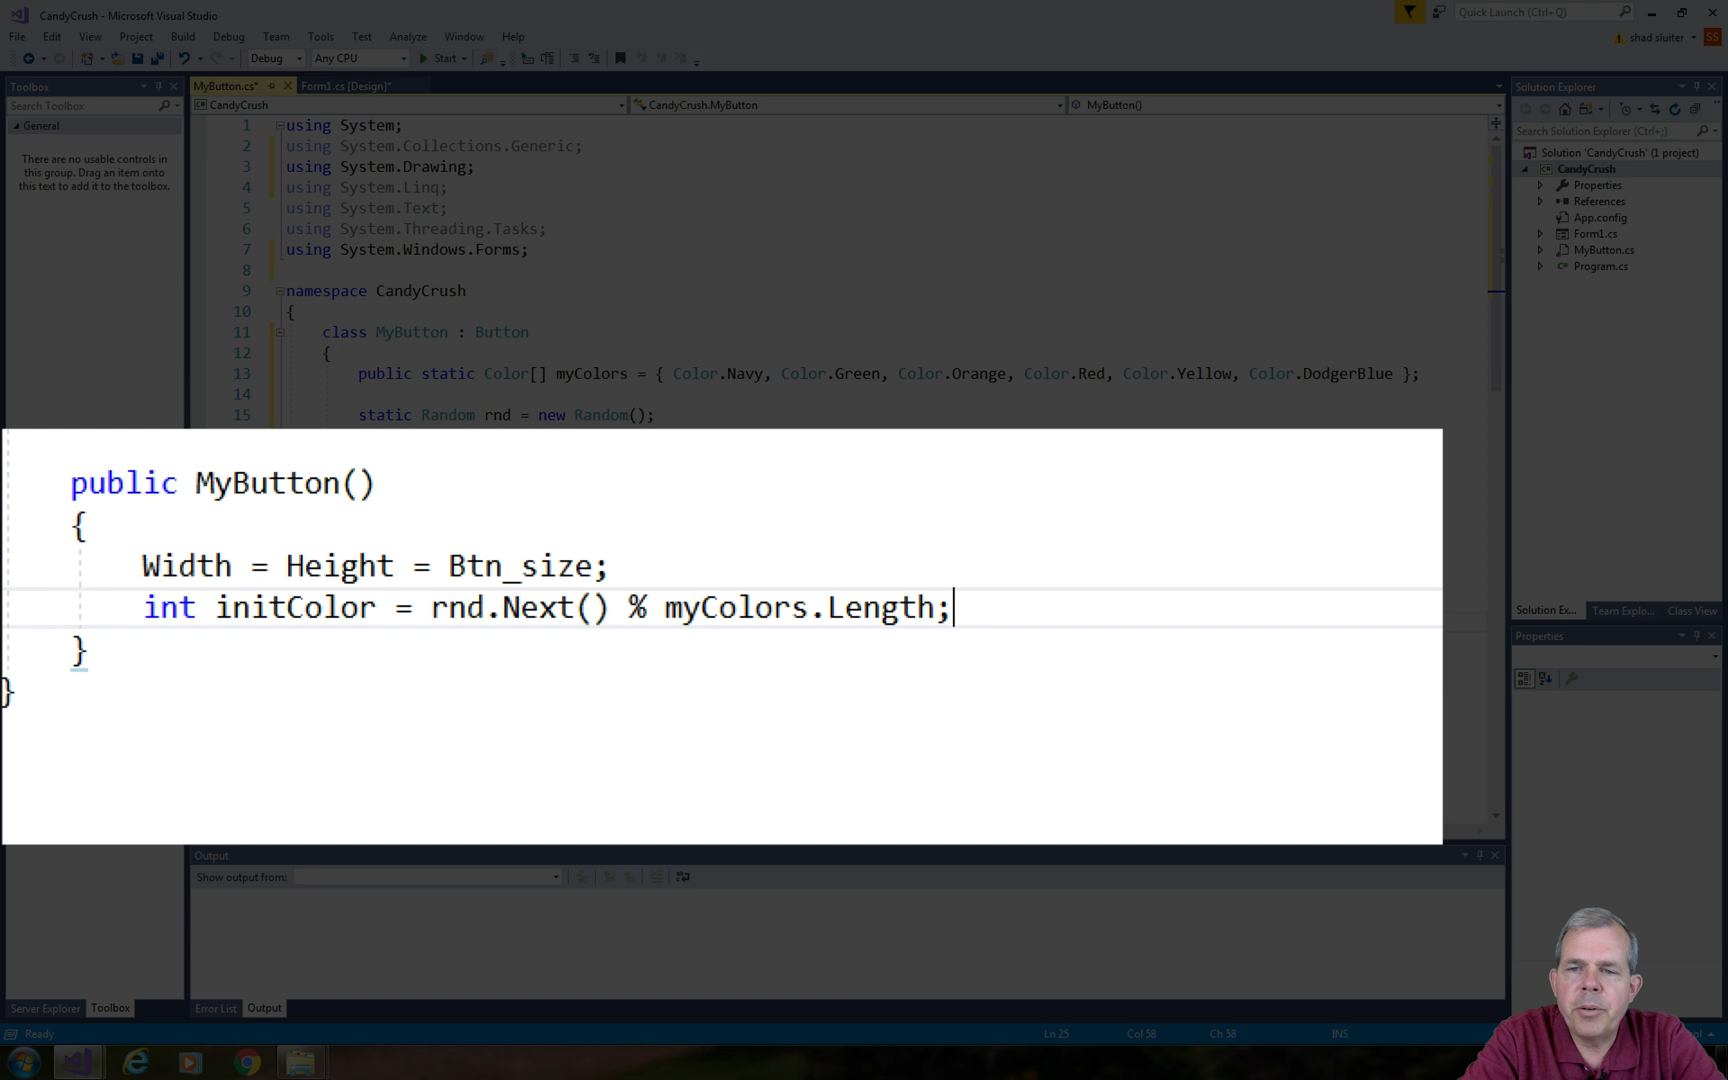 CandyCrush - Microsoft Visual Studio
Quick Launch (Ctrl+Q)
File Edit View Project Build Debug Team Tools Test Analyze Window Help
shad sluiter SS
Debug Any CPU Start
Toolbox
Search Toolbox
General
There are no usable controls in
this group. Drag an item onto
this text to add it to the toolbox.
MyButton.cs* Form1.cs [Design]*
CandyCrush CandyCrush.MyButton MyButton()
1 using System;
2 using System.Collections.Generic;
3 using System.Drawing;
4 using System.Linq;
5 using System.Text;
6 using System.Threading.Tasks;
7 using System.Windows.Forms;
8
9 namespace CandyCrush
10 {
11 class MyButton : Button
12 {
13 public static Color[] myColors = { Color.Navy, Color.Green, Color.Orange, Color.Red, Color.Yellow, Color.DodgerBlue };
14
15 static Random rnd = new Random();
public MyButton()
{
Width = Height = Btn_size;
int initColor = rnd.Next() % myColors.Length;
}
}
Solution Explorer
Search Solution Explorer (Ctrl+;)
Solution 'CandyCrush' (1 project)
CandyCrush
Properties
References
App.config
Form1.cs
MyButton.cs
Program.cs
Solution Ex... Team Explo... Class View
Properties
Output
Show output from:
Server Explorer Toolbox
Error List Output
Ready Ln 25 Col 58 Ch 58 INS